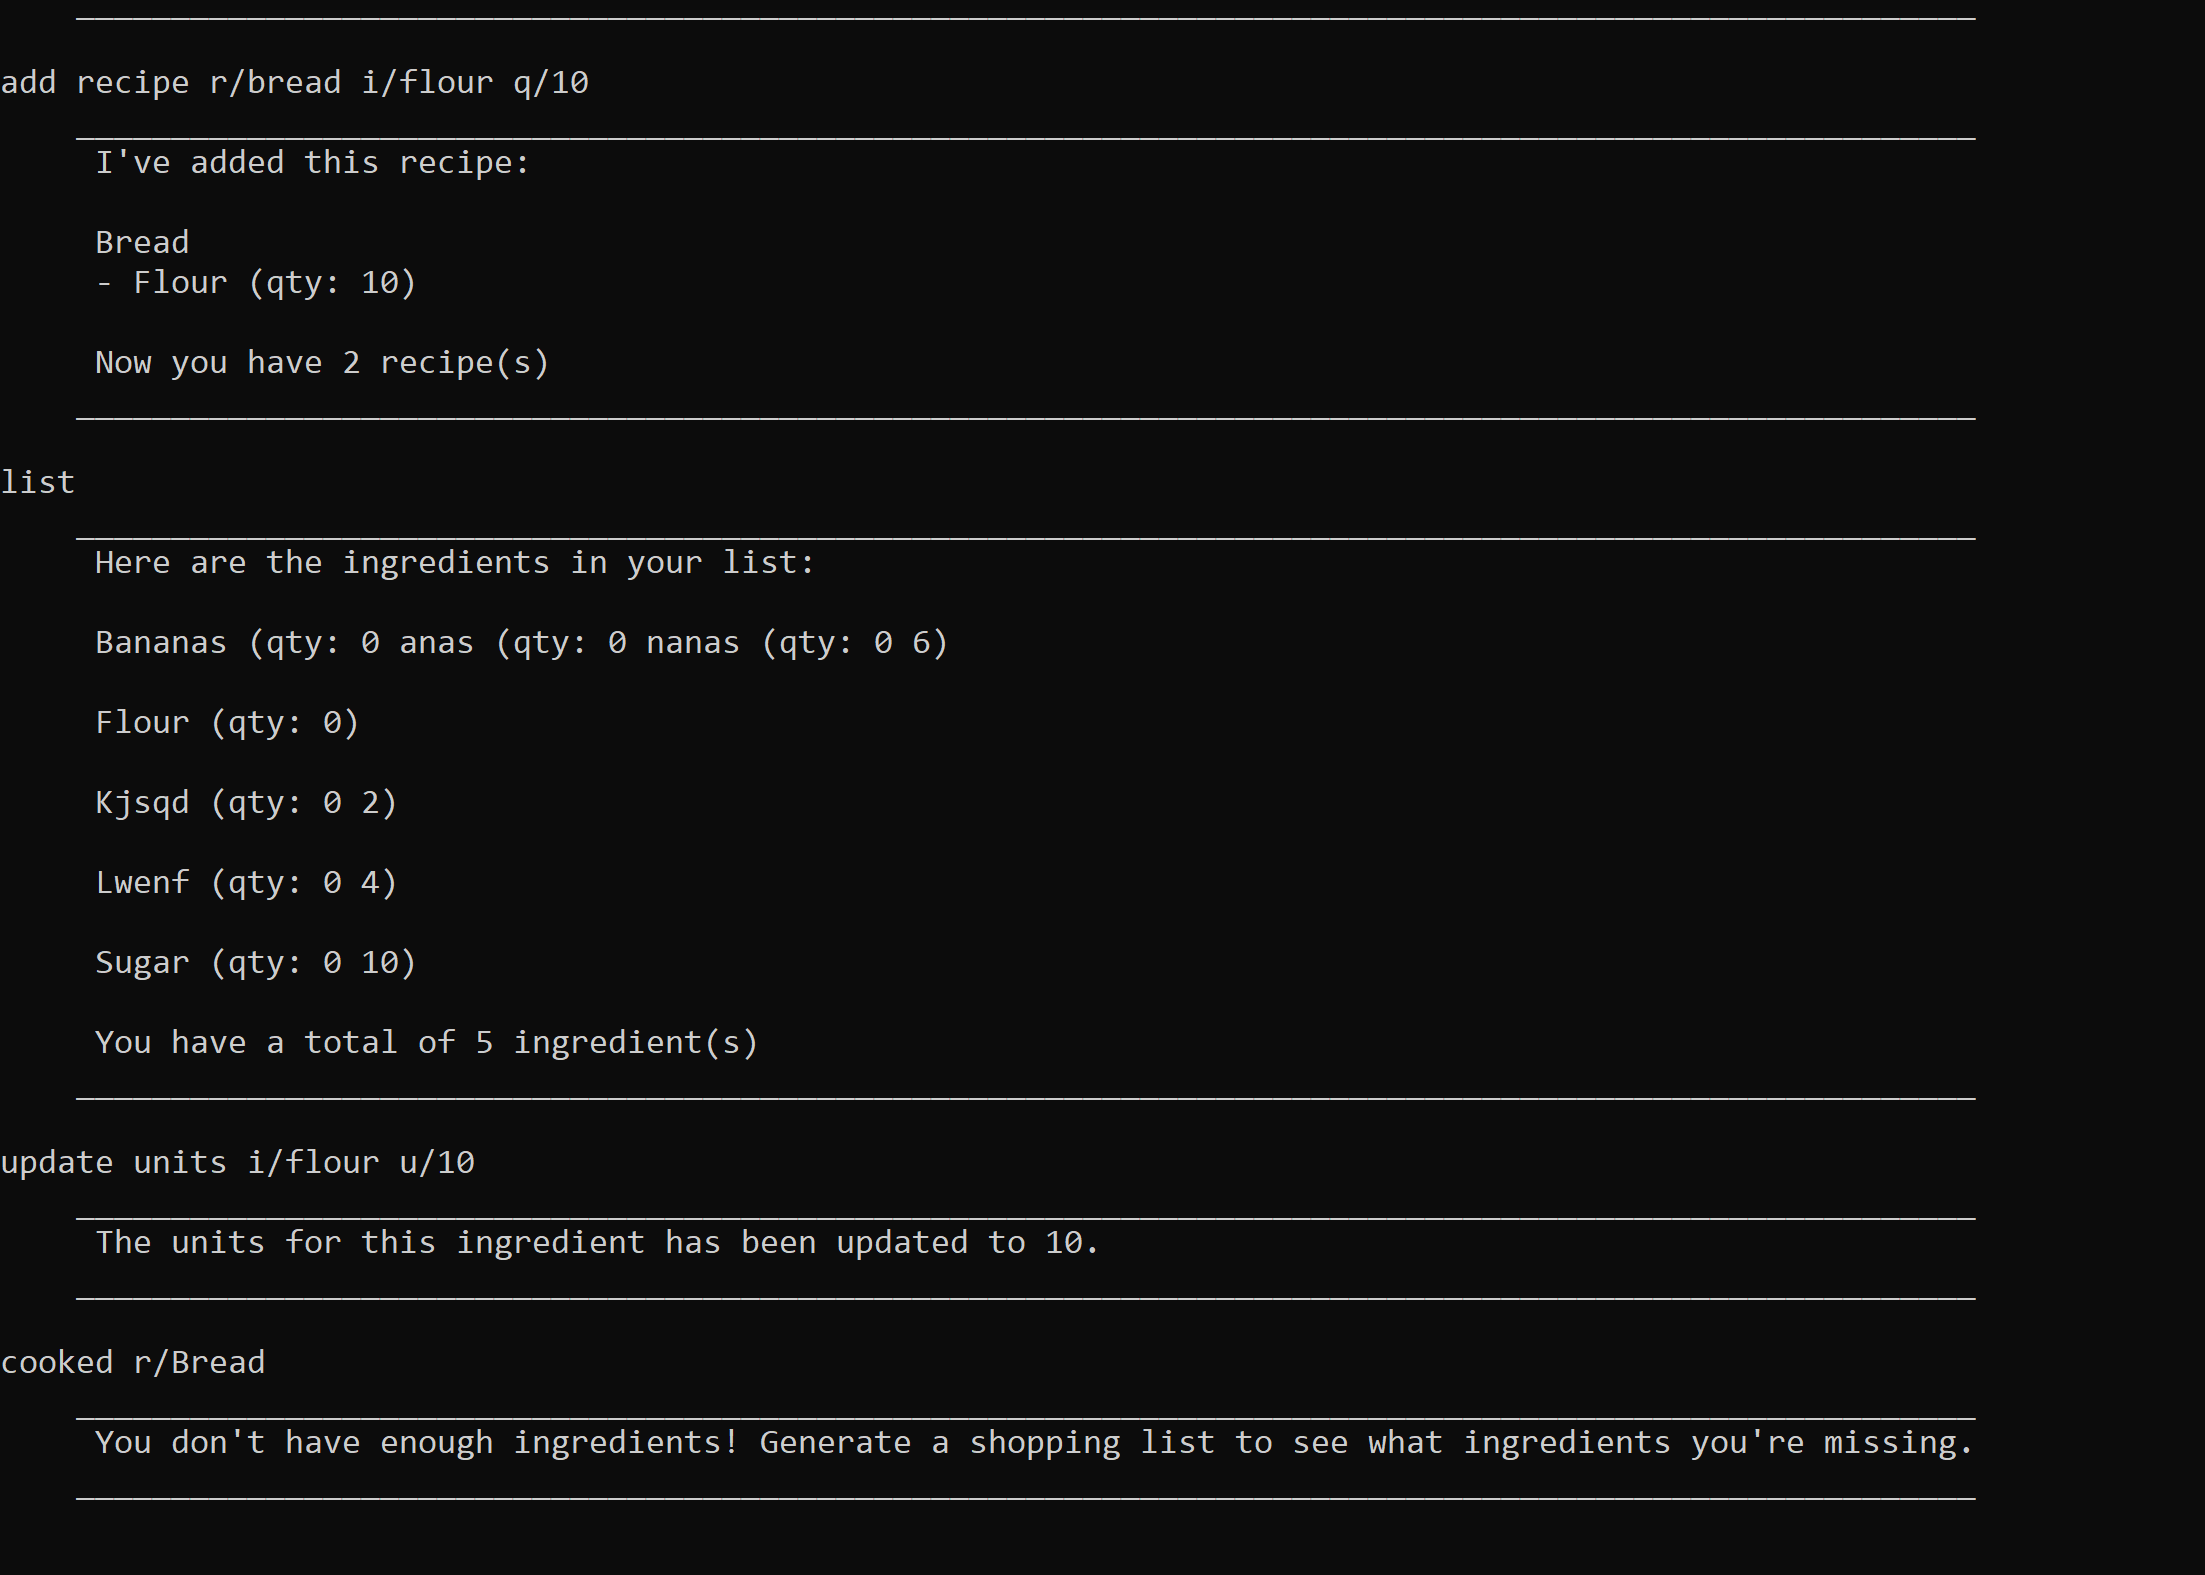 add recipe r/bread i/flour q/10
I've added this recipe:
Bread
- Flour (qty: 10)
Now you have 2 recipe(s)
list
Here are the ingredients in your list:
Bananas (qty: 0 anas (qty: 0 nanas (qty: 0 6)
Flour (qty: 0)
Kjsqd (qty: 0 2)
Lwenf (qty: 0 4)
Sugar (qty: 0 10)
You have a total of 5 ingredient(s)
update units i/flour u/10
The units for this ingredient has been updated to 10.
cooked r/Bread
You don't have enough ingredients! Generate a shopping list to see what ingredients you're missing.